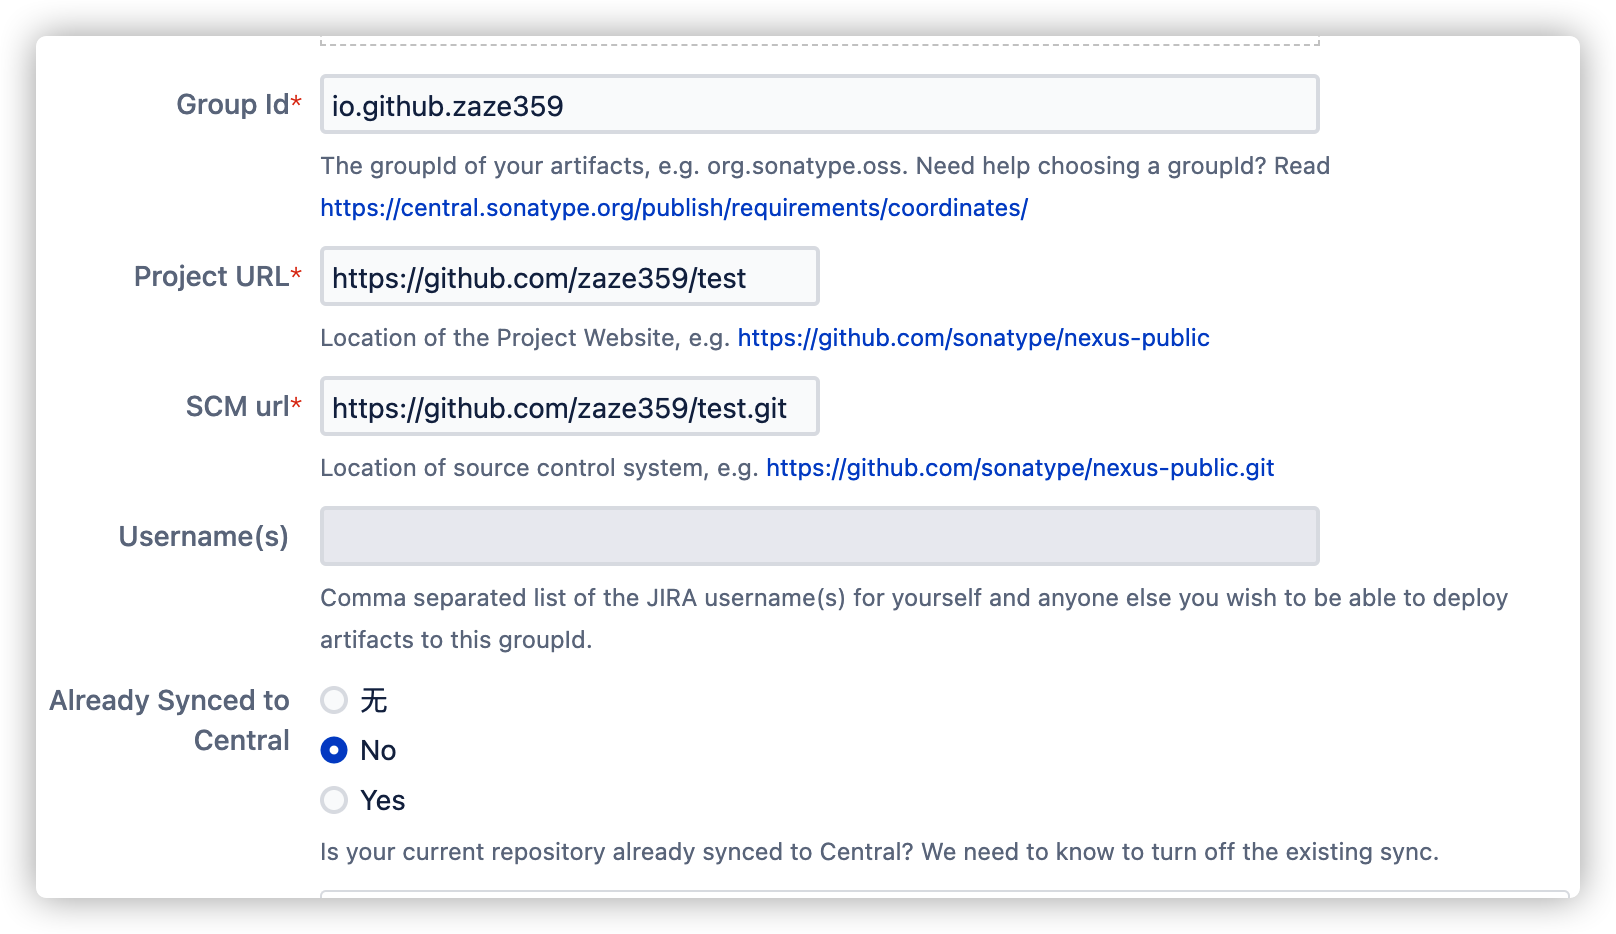 Group Id*
io.github.zaze359
The groupId of your artifacts, e.g. org.sonatype.oss. Need help choosing a groupId? Read
https://central.sonatype.org/publish/requirements/coordinates/
Project URL*
https://github.com/zaze359/test
Location of the Project Website, e.g. https://github.com/sonatype/nexus-public
SCM url*
https://github.com/zaze359/test.git
Location of source control system, e.g. https://github.com/sonatype/nexus-public.git
Username(s)
Comma separated list of the JIRA username(s) for yourself and anyone else you wish to be able to deploy
artifacts to this groupId.
Already Synced to
Central
无
No
Yes
Is your current repository already synced to Central? We need to know to turn off the existing sync.